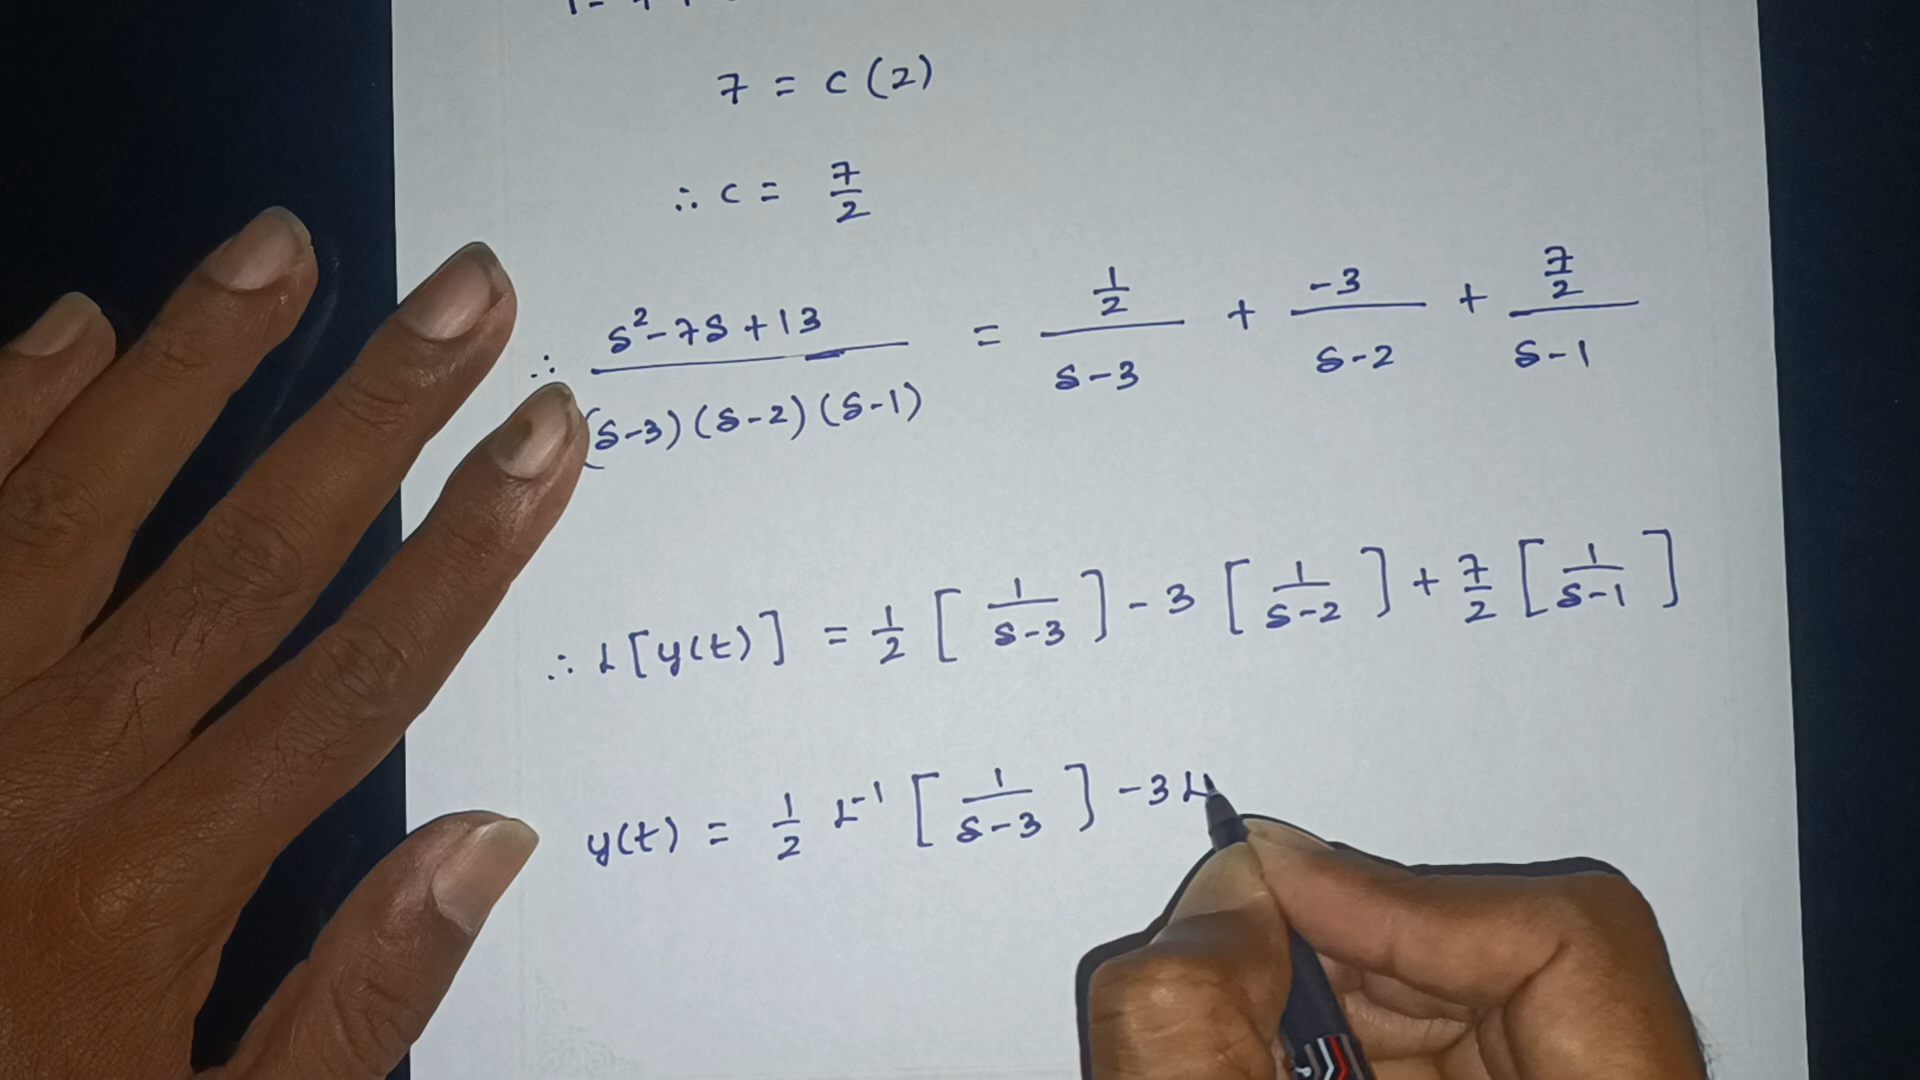 7 = c (2)
∴ c = 7/2
∴ s²-7s+13 / (s-3)(s-2)(s-1) = 1/2 / s-3 + -3 / s-2 + 7/2 / s-1
∴ L[y(t)] = 1/2 [ 1/s-3 ] - 3 [ 1/s-2 ] + 7/2 [ 1/s-1 ]
y(t) = 1/2 L⁻¹ [ 1/s-3 ] - 3 L